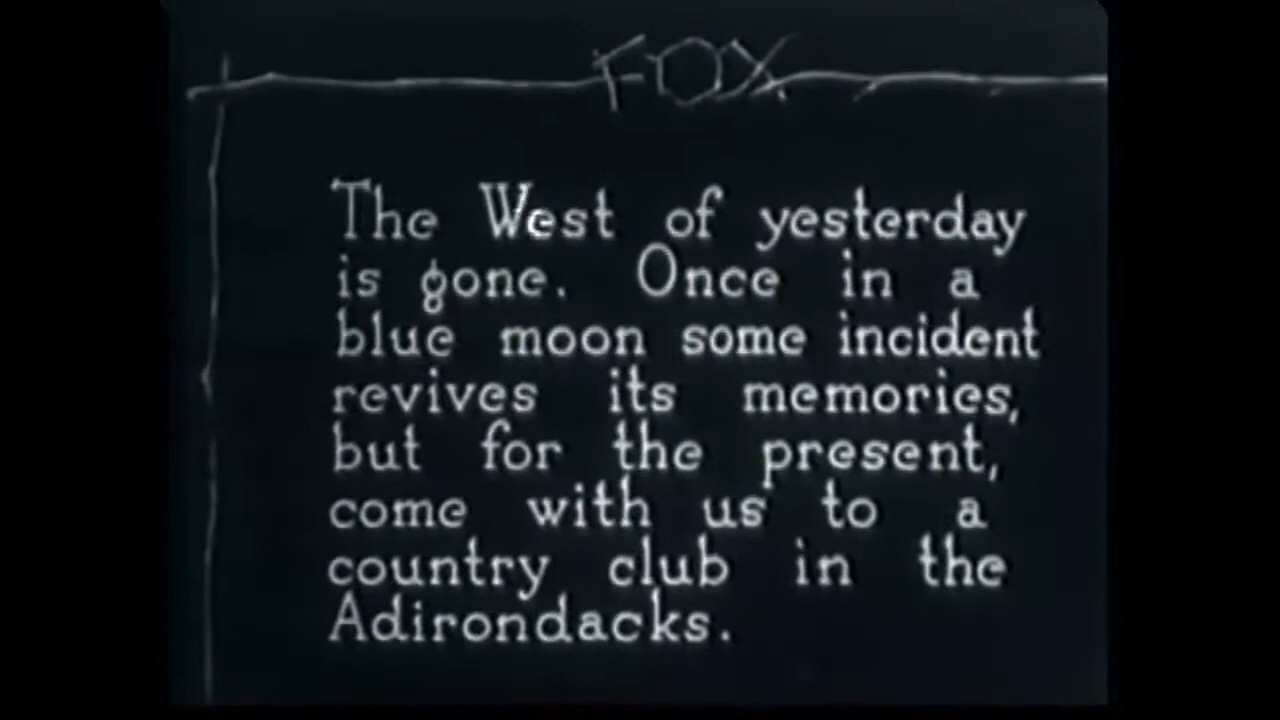 FOX
The West of yesterday
is gone. Once in a
blue moon some incident
revives its memories,
but for the present,
come with us to a
country club in the
Adirondacks.